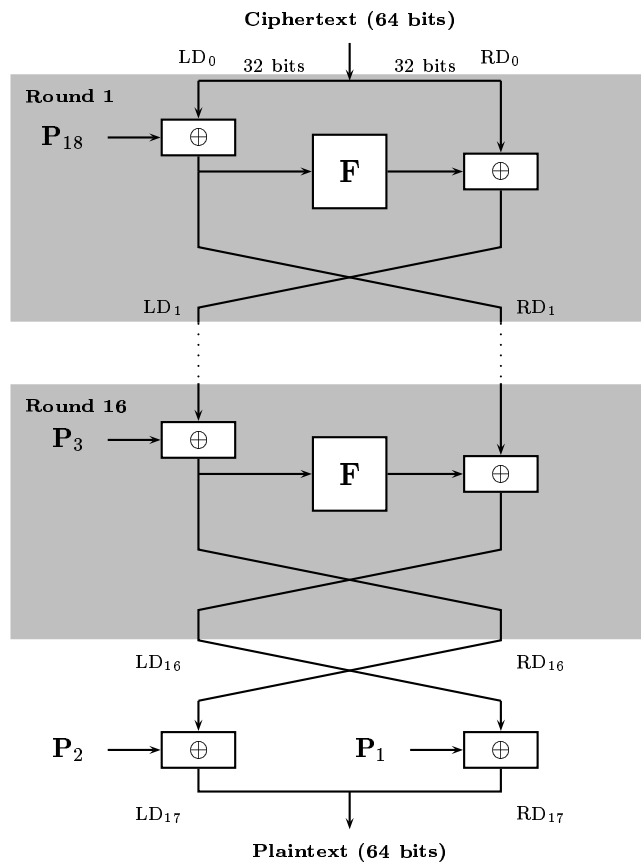 Ciphertext (64 bits)
LD₀ 32 bits 32 bits RD₀
Round 1
P₁₈ ⊕
F ⊕
LD₁ RD₁
Round 16
P₃ ⊕
F ⊕
LD₁₆ RD₁₆
P₂ ⊕ P₁ ⊕
LD₁₇ RD₁₇
Plaintext (64 bits)